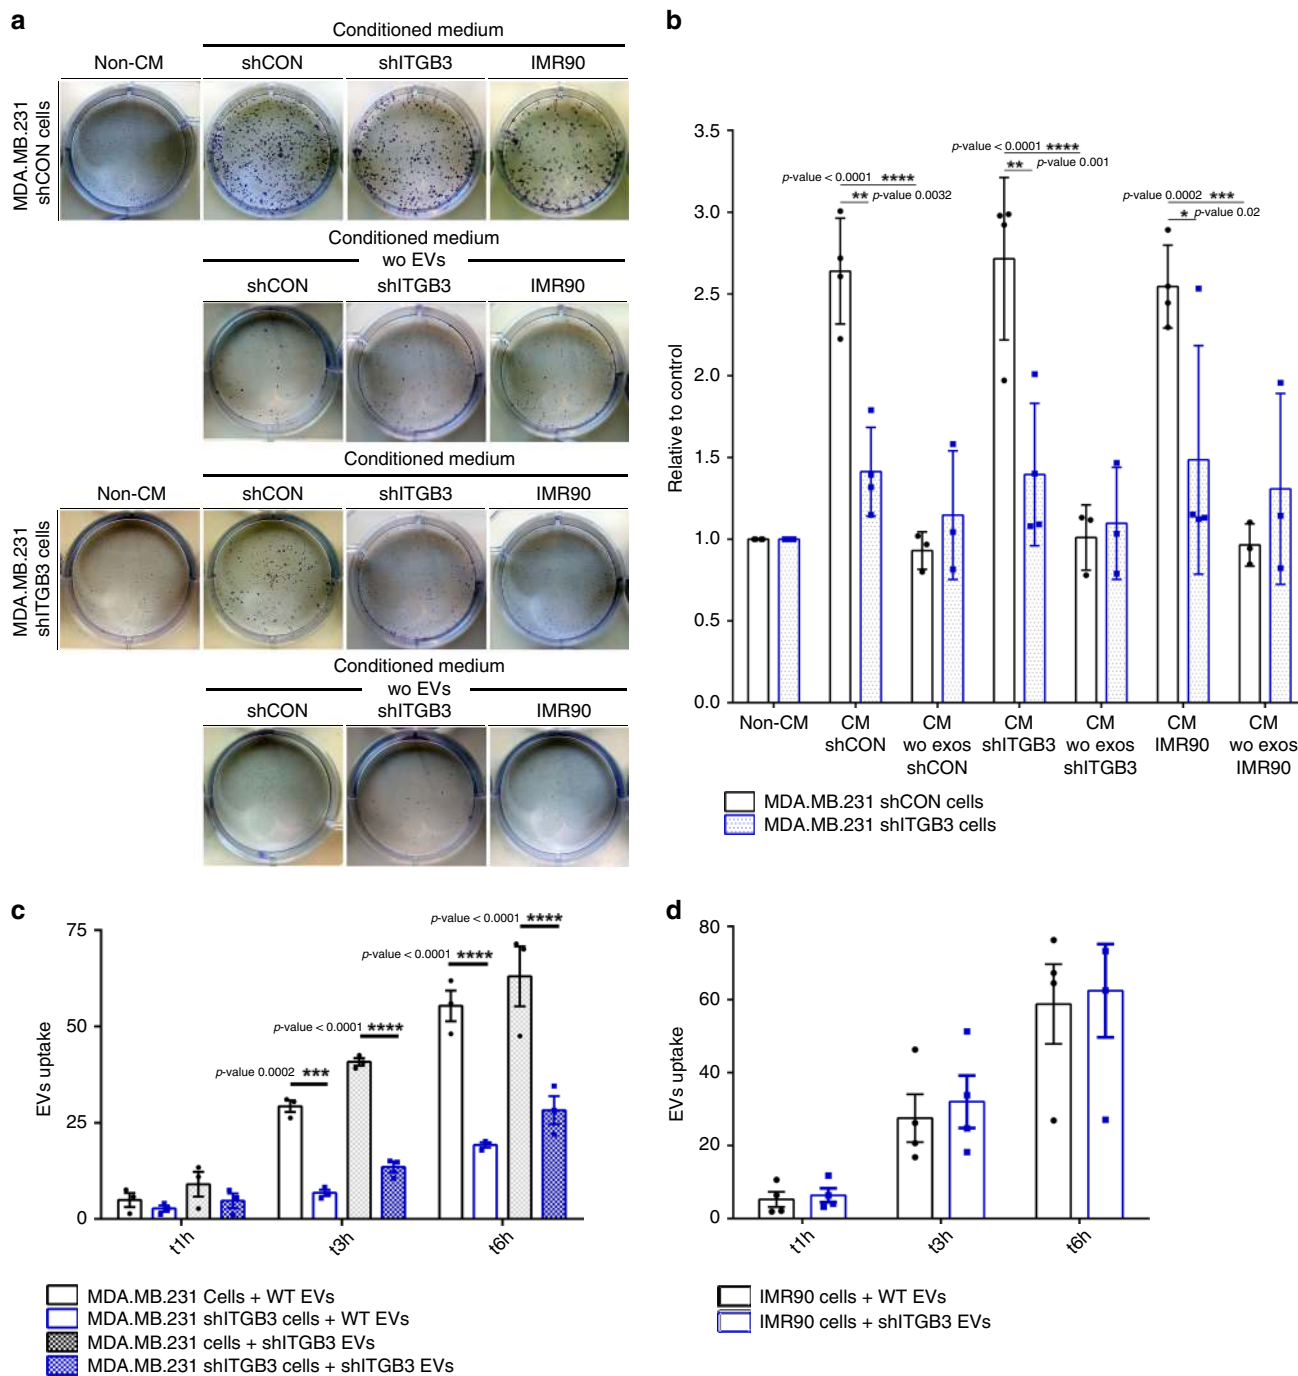 a
Conditioned medium
Non-CM shCON shITGB3 IMR90
MDA.MB.231
shCON cells
Conditioned medium
wo EVs
shCON shITGB3 IMR90
Conditioned medium
Non-CM shCON shITGB3 IMR90
MDA.MB.231
shITGB3 cells
Conditioned medium
wo EVs
shCON shITGB3 IMR90
b
Relative to control
3.5
3.0
2.5
2.0
1.5
1.0
0.5
0.0
p-value < 0.0001 ****
** p-value 0.001
p-value < 0.0001 ****
** p-value 0.0032
p-value 0.0002 ***
* p-value 0.02
Non-CM CM CM CM CM CM CM
shCON wo exos shITGB3 wo exos IMR90 wo exos
shCON shITGB3 IMR90
MDA.MB.231 shCON cells
MDA.MB.231 shITGB3 cells
c
EVs uptake
75
50
25
0
p-value < 0.0001 ****
p-value < 0.0001 ****
p-value < 0.0001 ****
p-value 0.0002 ***
t1h t3h t6h
MDA.MB.231 Cells + WT EVs
MDA.MB.231 shITGB3 cells + WT EVs
MDA.MB.231 cells + shITGB3 EVs
MDA.MB.231 shITGB3 cells + shITGB3 EVs
d
EVs uptake
80
60
40
20
0
t1h t3h t6h
IMR90 cells + WT EVs
IMR90 cells + shITGB3 EVs